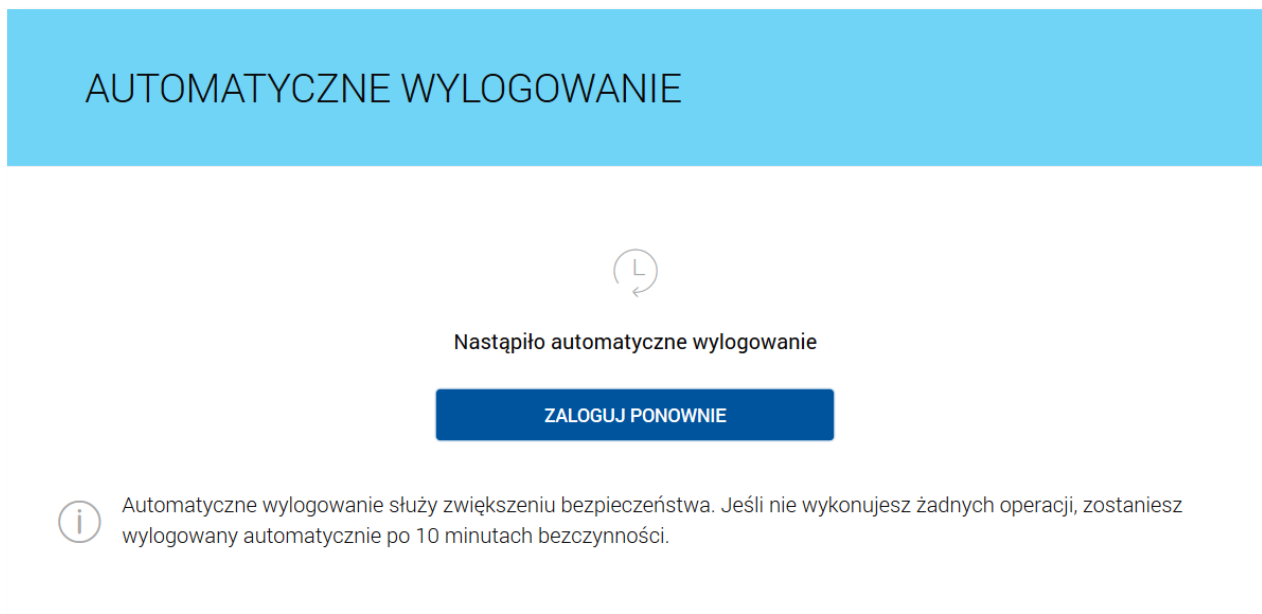 AUTOMATYCZNE WYLOGOWANIE
Nastąpiło automatyczne wylogowanie
ZALOGUJ PONOWNIE
Automatyczne wylogowanie służy zwiększeniu bezpieczeństwa. Jeśli nie wykonujesz żadnych operacji, zostaniesz
wylogowany automatycznie po 10 minutach bezczynności.